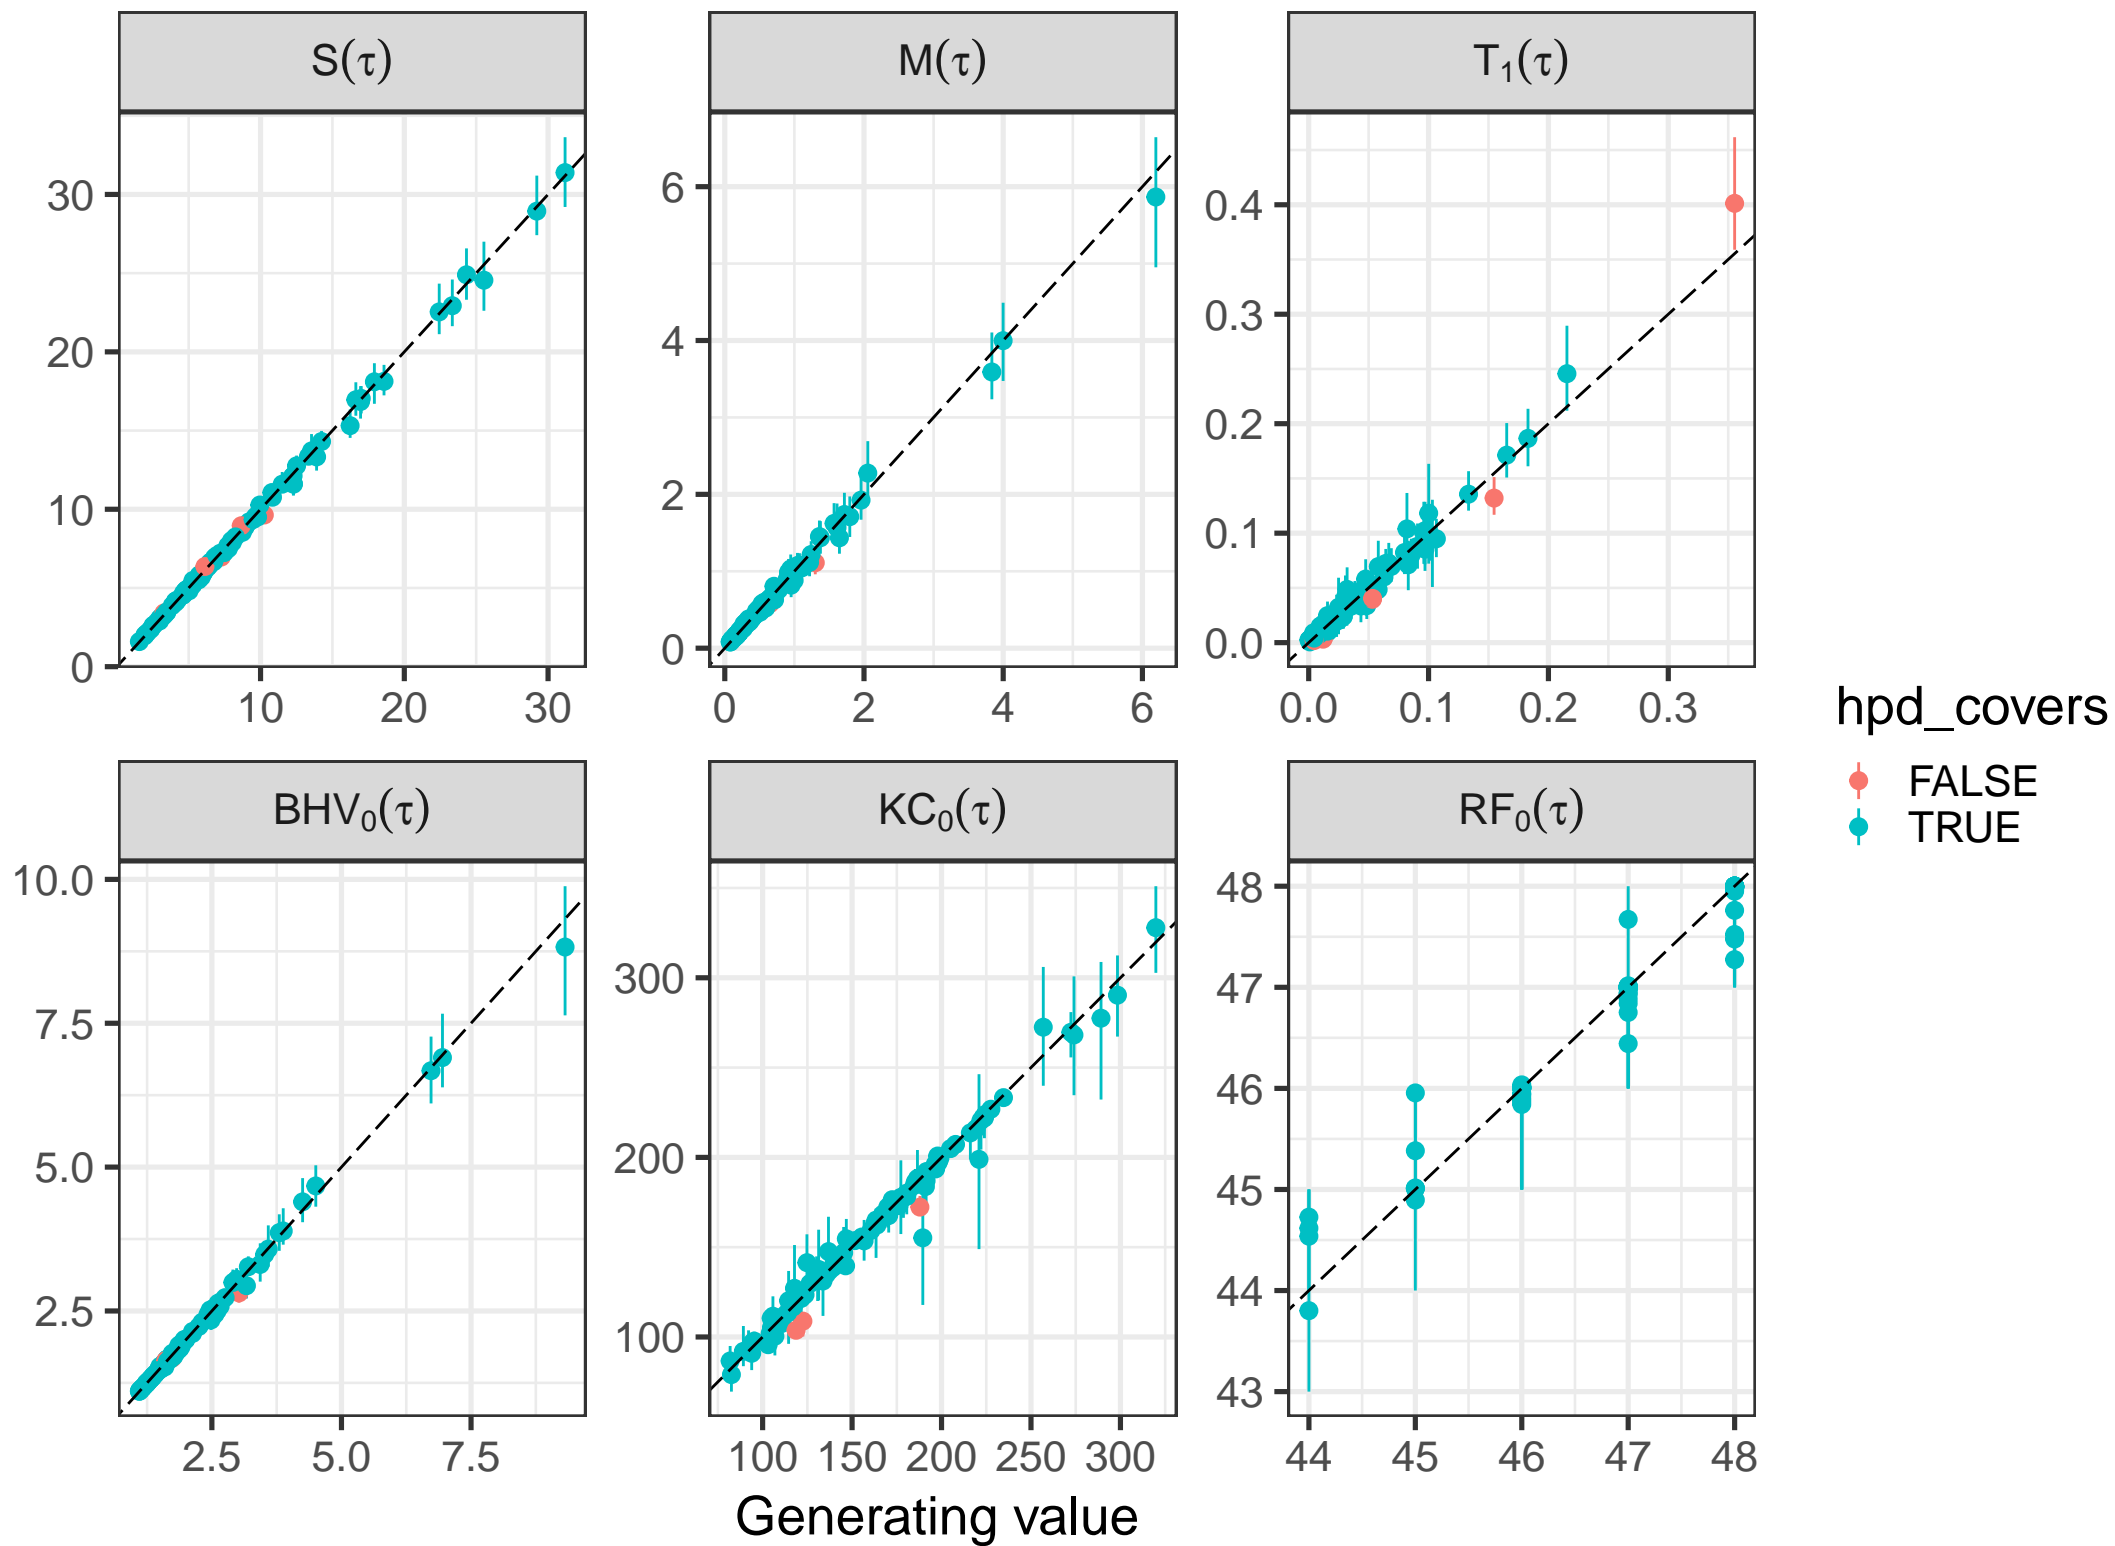 S(τ) M(τ) T₁(τ)
30
20
10
0
10 20 30
6
4
2
0
0 2 4 6
0.4
0.3
0.2
0.1
0.0
0.0 0.1 0.2 0.3
hpd_covers
FALSE
TRUE
BHV₀(τ) KC₀(τ) RF₀(τ)
10.0
7.5
5.0
2.5
2.5 5.0 7.5
300
200
100
100 150 200 250 300
48
47
46
45
44
43
44 45 46 47 48
Generating value